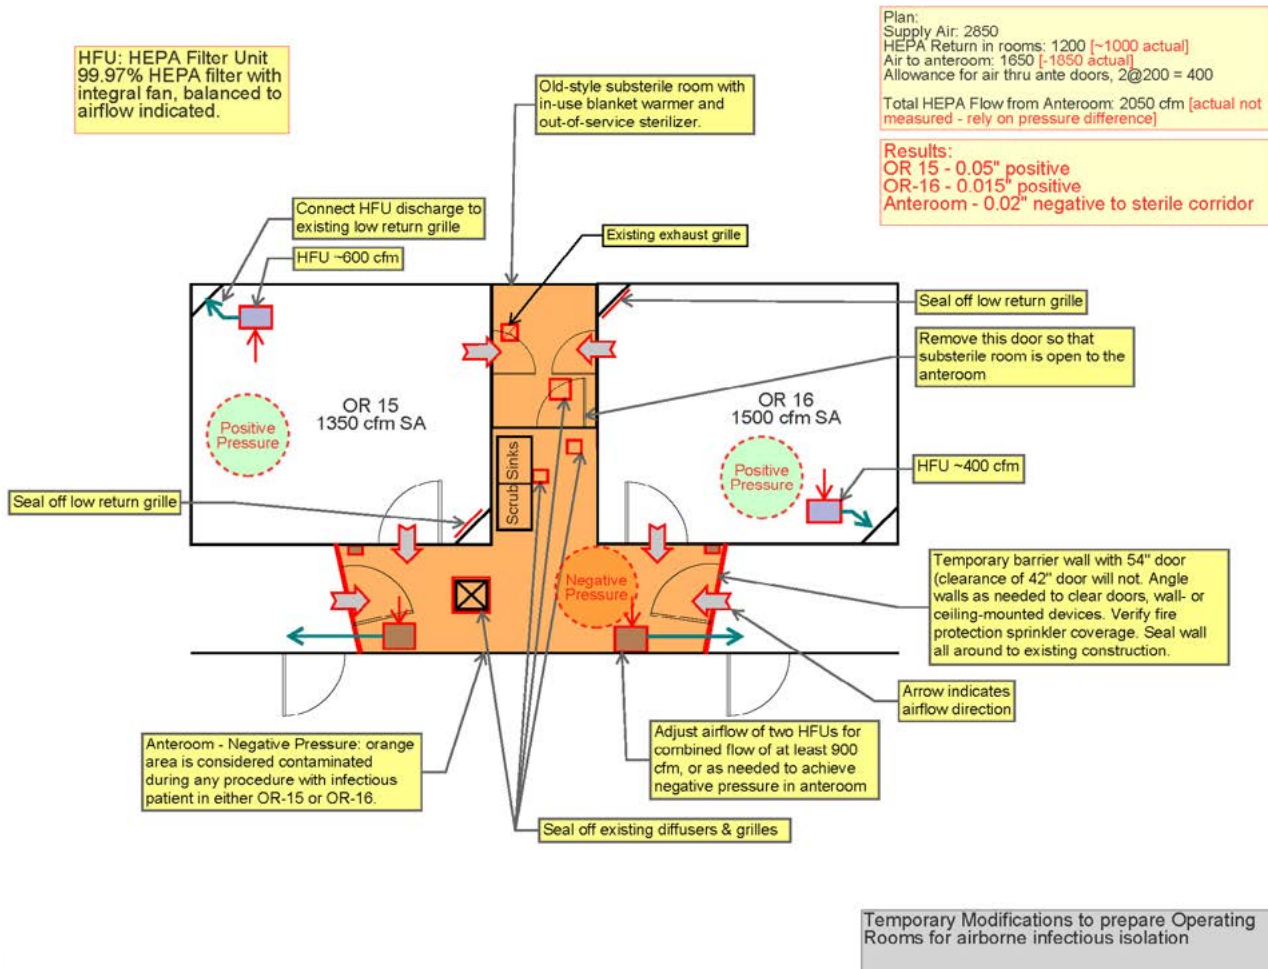 HFU: HEPA Filter Unit
99.97% HEPA filter with
integral fan, balanced to
airflow indicated.
Plan:
Supply Air: 2850
HEPA Return in rooms: 1200 [~1000 actual]
Air to anteroom: 1650 [-1850 actual]
Allowance for air thru ante doors, 2@200 = 400
Total HEPA Flow from Anteroom: 2050 cfm [actual not
measured - rely on pressure difference]
Results:
OR 15 - 0.05" positive
OR-16 - 0.015" positive
Anteroom - 0.02" negative to sterile corridor
Old-style substerile room with
in-use blanket warmer and
out-of-service sterilizer.
Connect HFU discharge to
existing low return grille
HFU ~600 cfm
Existing exhaust grille
Seal off low return grille
Remove this door so that
substerile room is open to the
anteroom
OR 15
1350 cfm SA
Positive
Pressure
OR 16
1500 cfm SA
Positive
Pressure
HFU ~400 cfm
Scrub Sinks
Seal off low return grille
Negative
Pressure
Temporary barrier wall with 54" door
(clearance of 42" door will not. Angle
walls as needed to clear doors, wall- or
ceiling-mounted devices. Verify fire
protection sprinkler coverage. Seal wall
all around to existing construction.
Arrow indicates
airflow direction
Anteroom - Negative Pressure: orange
area is considered contaminated
during any procedure with infectious
patient in either OR-15 or OR-16.
Adjust airflow of two HFUs for
combined flow of at least 900
cfm, or as needed to achieve
negative pressure in anteroom
Seal off existing diffusers & grilles
Temporary Modifications to prepare Operating
Rooms for airborne infectious isolation